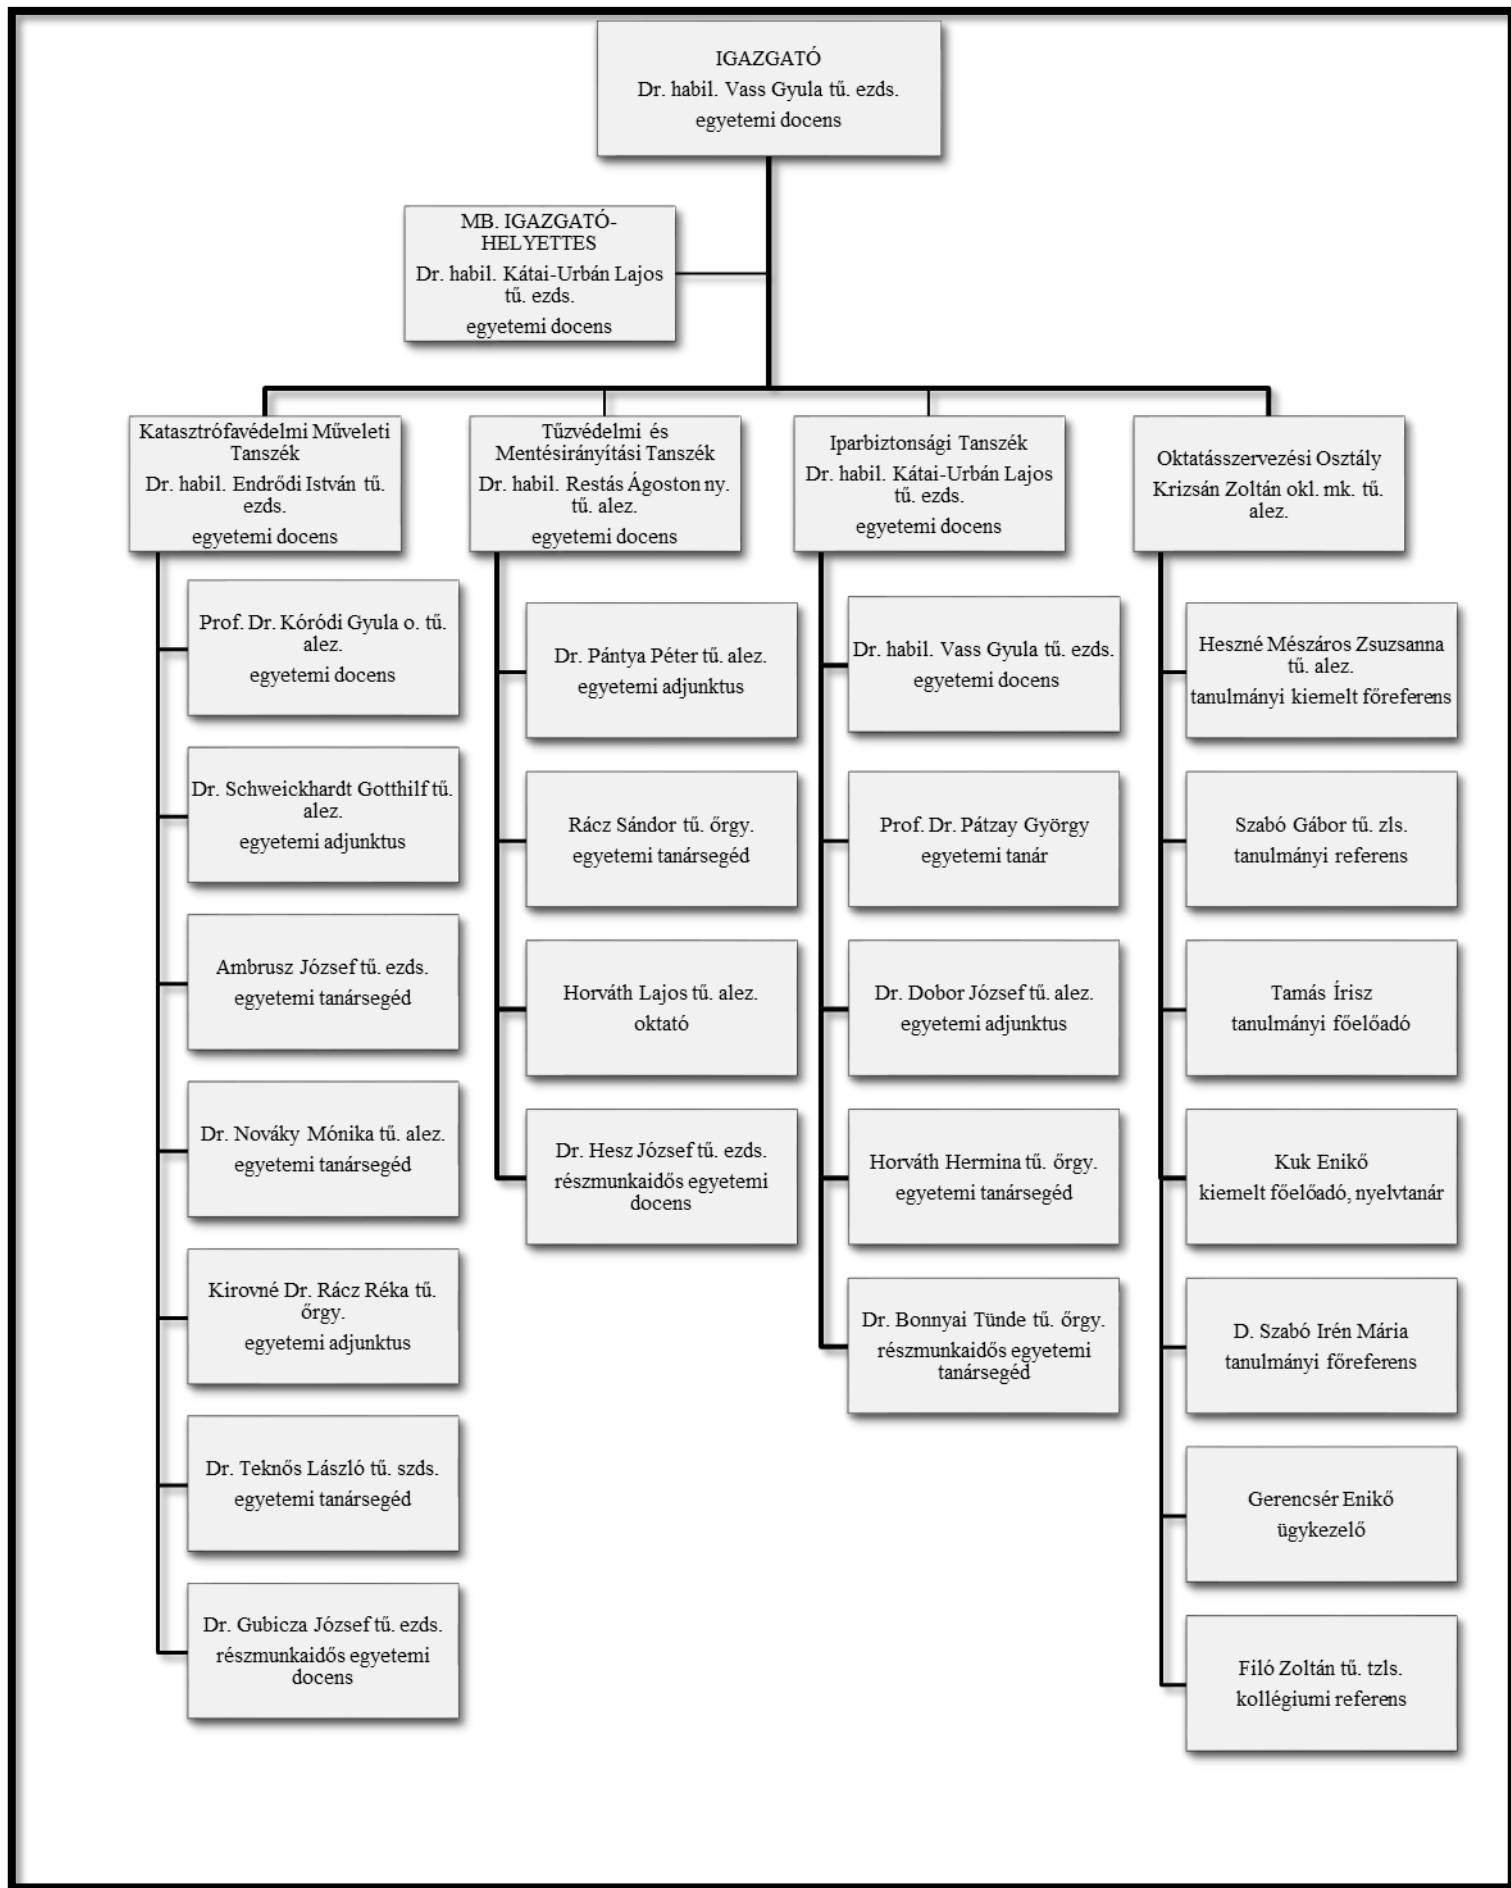 IGAZGATÓ
Dr. habil. Vass Gyula tű. ezds.
egyetemi docens
MB. IGAZGATÓ-
HELYETTES
Dr. habil. Kátai-Urbán Lajos
tű. ezds.
egyetemi docens
Katasztrófavédelmi Műveleti
Tanszék
Dr. habil. Endrődi István tű.
ezds.
egyetemi docens
Prof. Dr. Kóródi Gyula o. tű.
alez.
egyetemi docens
Dr. Schweickhardt Gotthilf tű.
alez.
egyetemi adjunktus
Ambrusz József tű. ezds.
egyetemi tanársegéd
Dr. Nováky Mónika tű. alez.
egyetemi tanársegéd
Kirovné Dr. Rácz Réka tű.
őrgy.
egyetemi adjunktus
Dr. Teknős László tű. szds.
egyetemi tanársegéd
Dr. Gubicza József tű. ezds.
részmunkaidős egyetemi
docens
Tűzvédelmi és
Mentésirányítási Tanszék
Dr. habil. Restás Ágoston ny.
tű. alez.
egyetemi docens
Dr. Pántya Péter tű. alez.
egyetemi adjunktus
Rácz Sándor tű. őrgy.
egyetemi tanársegéd
Horváth Lajos tű. alez.
oktató
Dr. Hesz József tű. ezds.
részmunkaidős egyetemi
docens
Iparbiztonsági Tanszék
Dr. habil. Kátai-Urbán Lajos
tű. ezds.
egyetemi docens
Dr. habil. Vass Gyula tű. ezds.
egyetemi docens
Prof. Dr. Pátzay György
egyetemi tanár
Dr. Dobor József tű. alez.
egyetemi adjunktus
Horváth Hermina tű. őrgy.
egyetemi tanársegéd
Dr. Bonnyai Tünde tű. őrgy.
részmunkaidős egyetemi
tanársegéd
Oktatásszervezési Osztály
Krizsán Zoltán okl. mk. tű.
alez.
Heszné Mészáros Zsuzsanna
tű. alez.
tanulmányi kiemelt főreferens
Szabó Gábor tű. zls.
tanulmányi referens
Tamás Írisz
tanulmányi főelőadó
Kuk Enikő
kiemelt főelőadó, nyelvtanár
D. Szabó Irén Mária
tanulmányi főreferens
Gerencsér Enikő
ügykezelő
Filó Zoltán tű. tzls.
kollégiumi referens